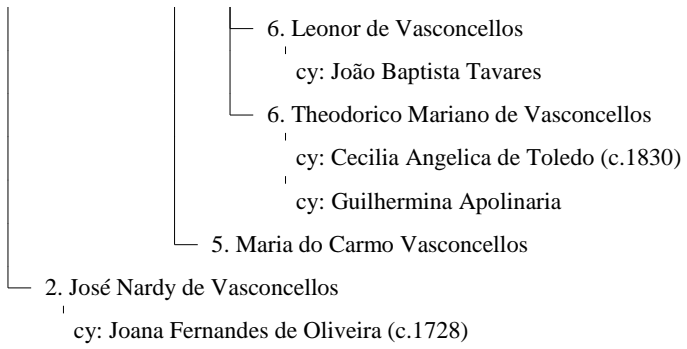 6. Leonor de Vasconcellos
cy: João Baptista Tavares
6. Theodorico Mariano de Vasconcellos
cy: Cecilia Angelica de Toledo (c.1830)
cy: Guilhermina Apolinaria
5. Maria do Carmo Vasconcellos
2. José Nardy de Vasconcellos
cy: Joana Fernandes de Oliveira (c.1728)